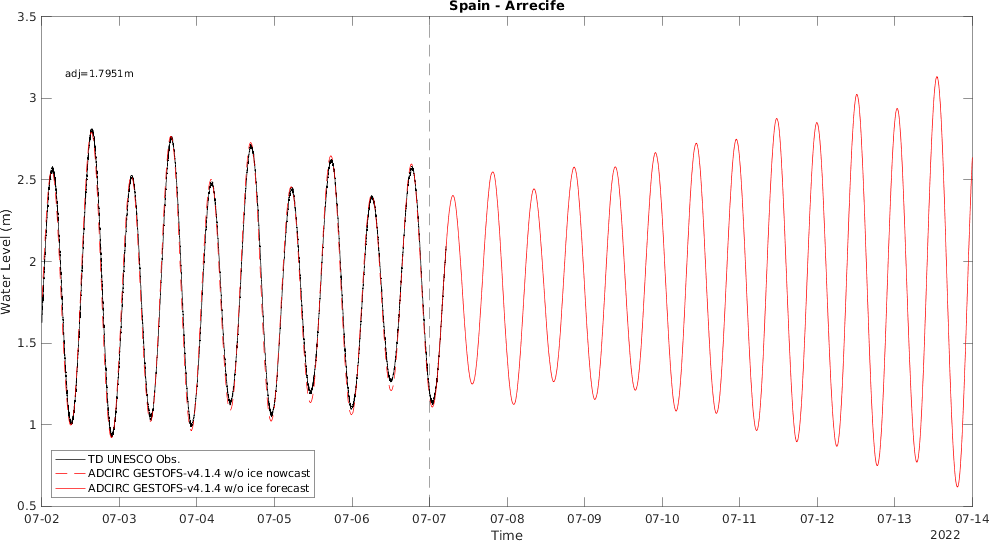 Spain - Arrecife
3.5
3
2.5
2
1.5
1
0.5
Water Level (m)
adj=1.7951m
TD UNESCO Obs.
ADCIRC GESTOFS-v4.1.4 w/o ice nowcast
ADCIRC GESTOFS-v4.1.4 w/o ice forecast
07-02 07-03 07-04 07-05 07-06 07-07 07-08 07-09 07-10 07-11 07-12 07-13 07-14
Time
2022